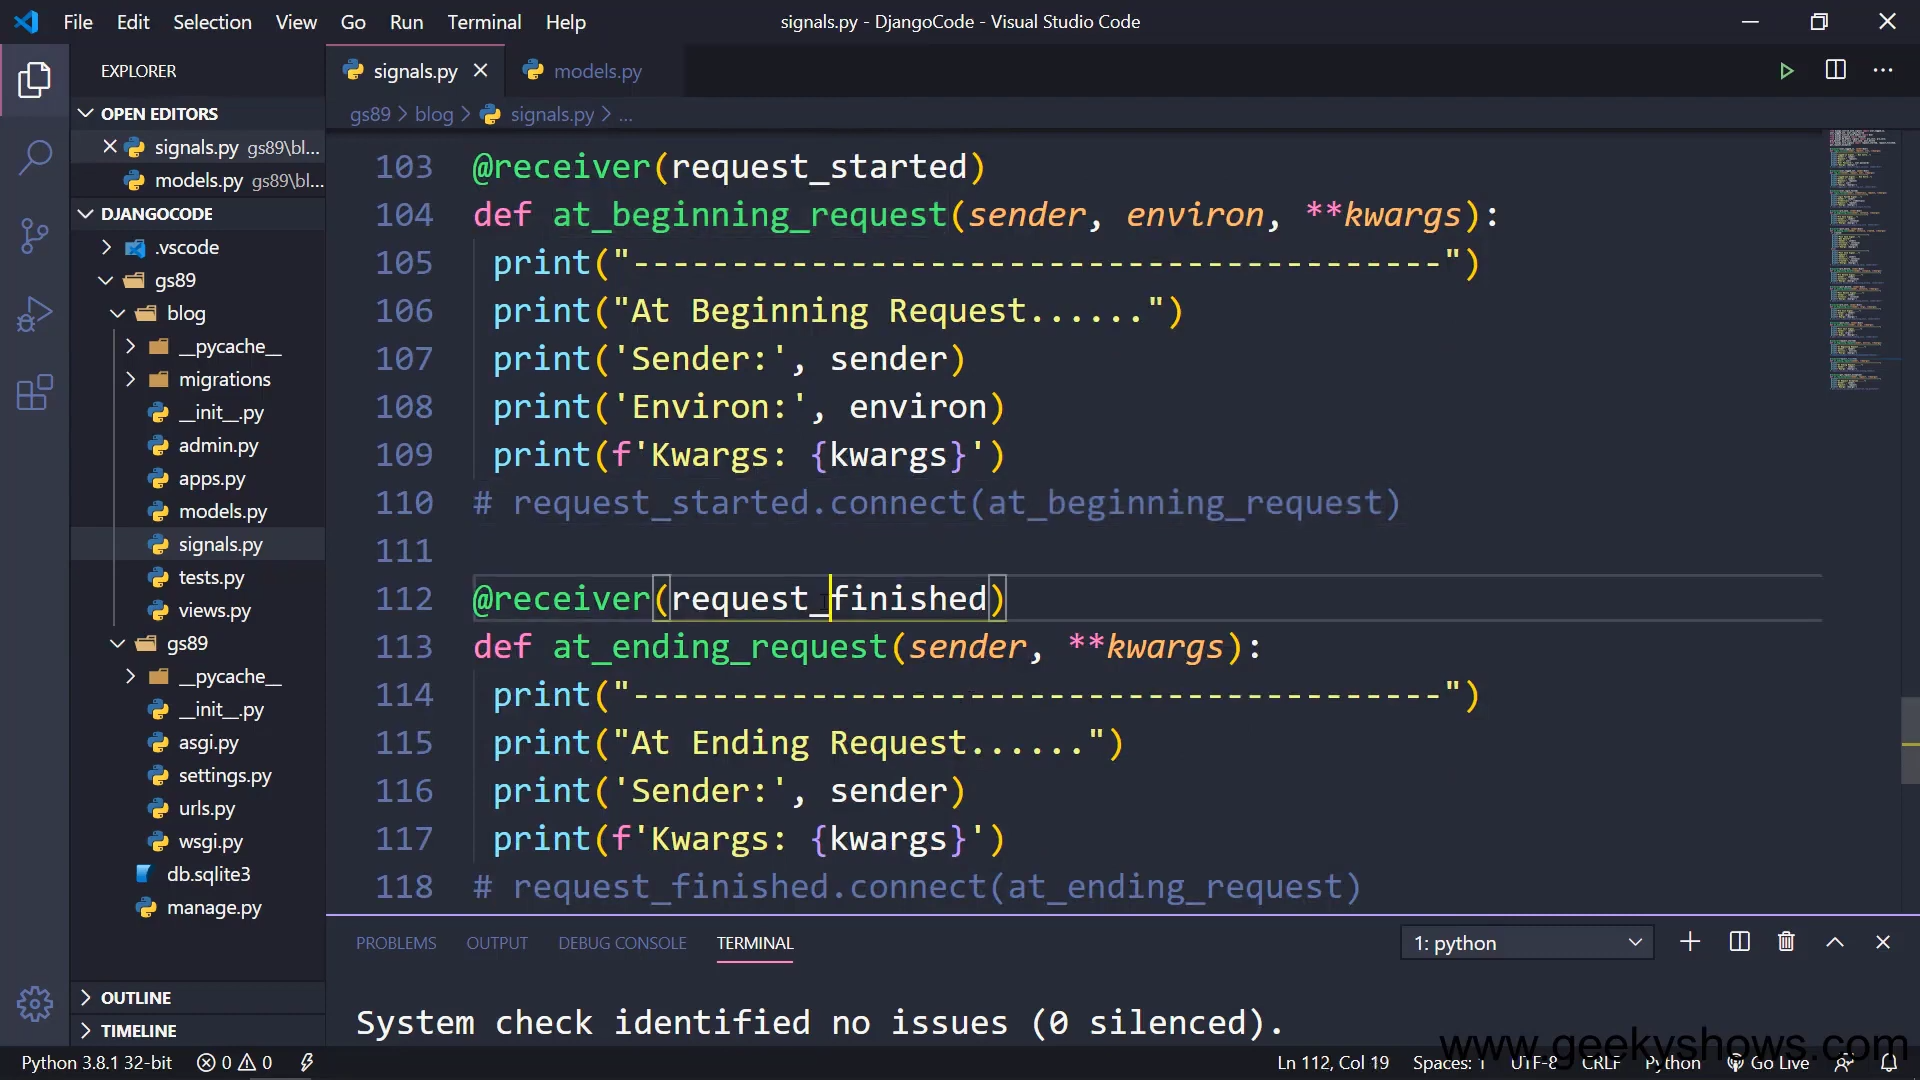 File Edit Selection View Go Run Terminal Help
signals.py - DjangoCode - Visual Studio Code
EXPLORER
OPEN EDITORS
signals.py gs89\bl...
models.py gs89\bl...
DJANGOCODE
.vscode
gs89
blog
__pycache__
migrations
__init__.py
admin.py
apps.py
models.py
signals.py
tests.py
views.py
gs89
__pycache__
__init__.py
asgi.py
settings.py
urls.py
wsgi.py
db.sqlite3
manage.py
OUTLINE
TIMELINE
signals.py
models.py
gs89 > blog > signals.py > ...
103 @receiver(request_started)
104 def at_beginning_request(sender, environ, **kwargs):
105 print("-----------------------------------------")
106 print("At Beginning Request......")
107 print('Sender:', sender)
108 print('Environ:', environ)
109 print(f'Kwargs: {kwargs}')
110 # request_started.connect(at_beginning_request)
111
112 @receiver(request_finished)
113 def at_ending_request(sender, **kwargs):
114 print("-----------------------------------------")
115 print("At Ending Request......")
116 print('Sender:', sender)
117 print(f'Kwargs: {kwargs}')
118 # request_finished.connect(at_ending_request)
PROBLEMS OUTPUT DEBUG CONSOLE TERMINAL
1: python
System check identified no issues (0 silenced).
www.geekyshows.com
Python 3.8.1 32-bit 0 0
Ln 112, Col 19 Spaces: 1 UTF-8 CRLF Python Go Live